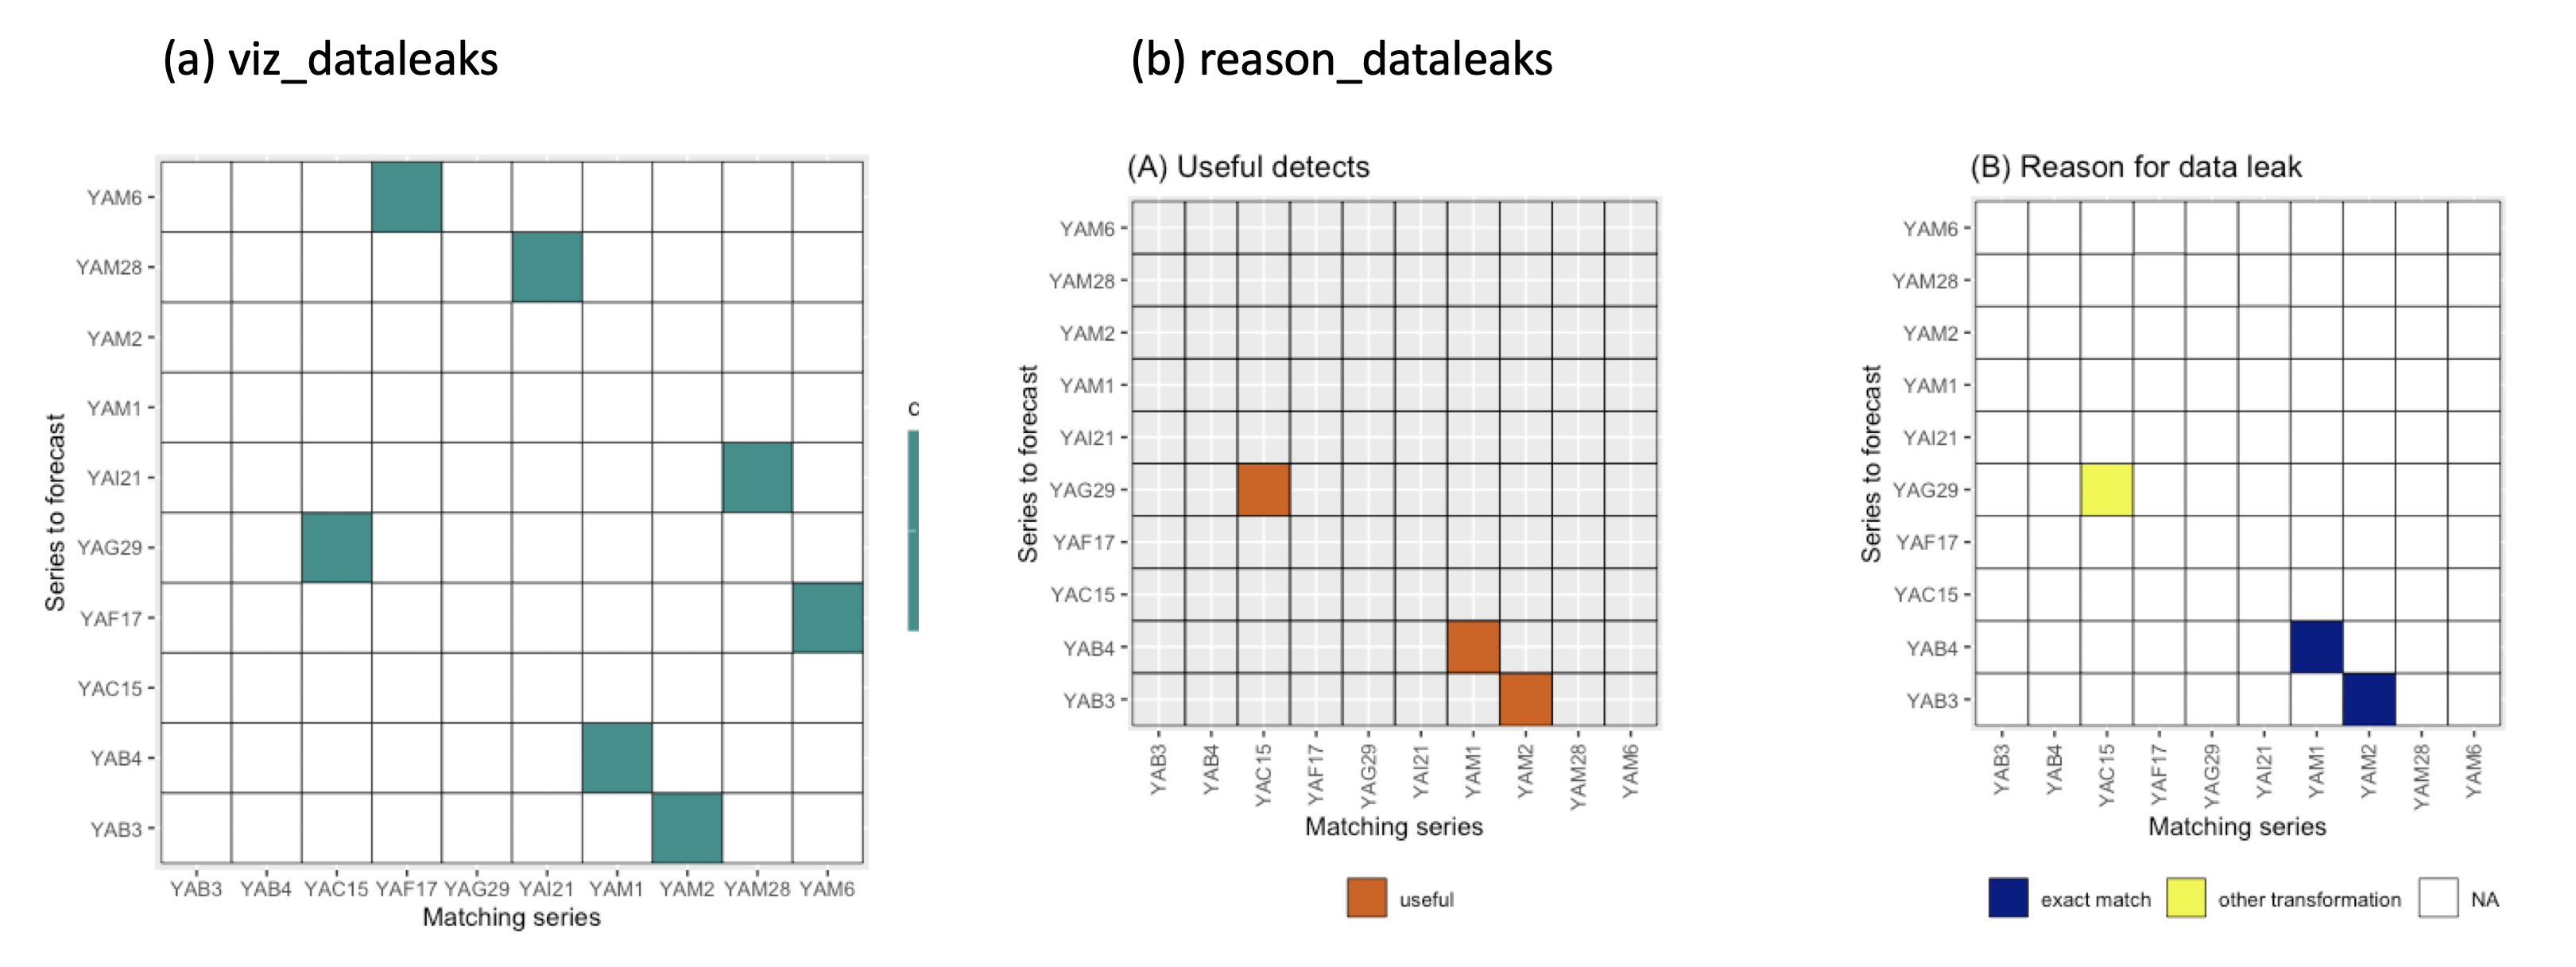 (a) viz_dataleaks
YAM6
YAM28
YAM2
YAM1
YAI21
YAG29
YAF17
YAC15
YAB4
YAB3
Series to forecast
YAB3 YAB4 YAC15 YAF17 YAG29 YAI21 YAM1 YAM2 YAM28 YAM6
Matching series
(b) reason_dataleaks
(A) Useful detects
YAM6
YAM28
YAM2
YAM1
YAI21
YAG29
YAF17
YAC15
YAB4
YAB3
Series to forecast
YAB3 YAB4 YAC15 YAF17 YAG29 YAI21 YAM1 YAM2 YAM28 YAM6
Matching series
useful
(B) Reason for data leak
YAM6
YAM28
YAM2
YAM1
YAI21
YAG29
YAF17
YAC15
YAB4
YAB3
Series to forecast
YAB3 YAB4 YAC15 YAF17 YAG29 YAI21 YAM1 YAM2 YAM28 YAM6
Matching series
exact match other transformation NA